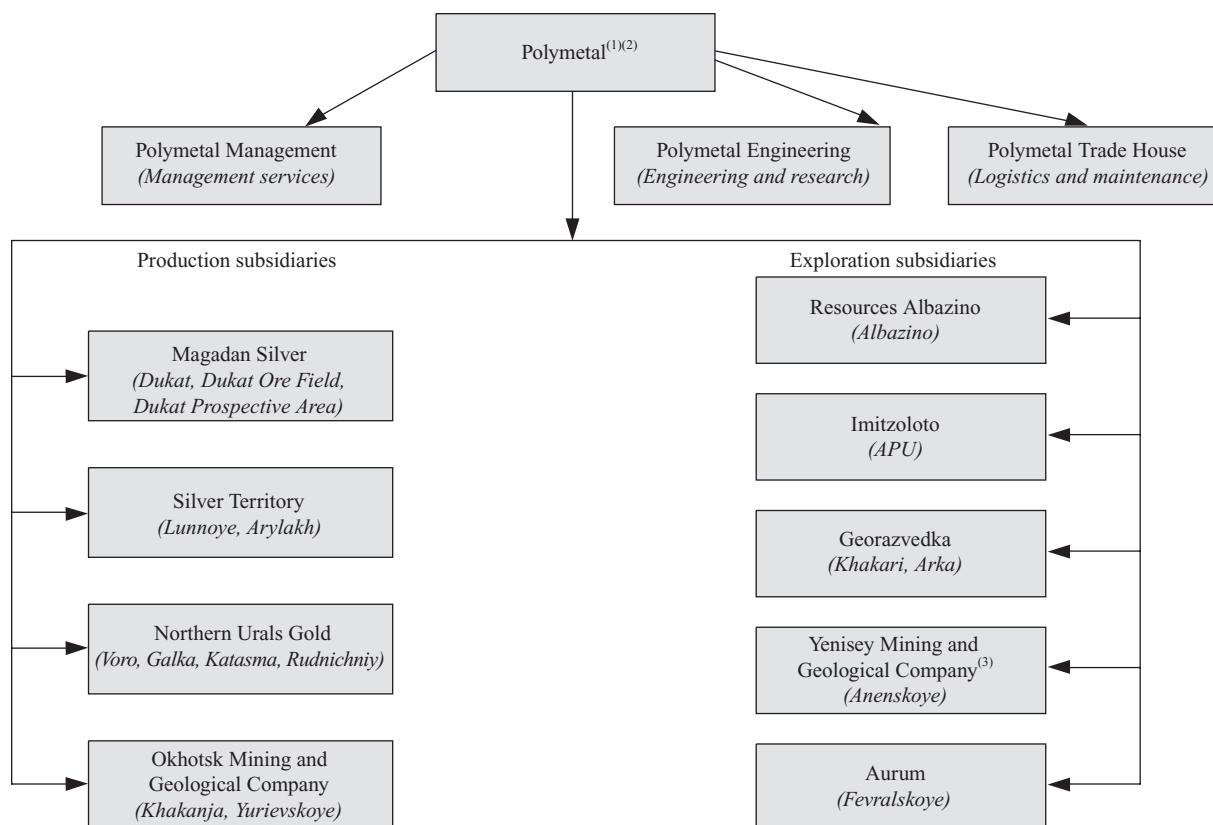 Polymetal(1)(2)
Polymetal Management
(Management services)
Polymetal Engineering
(Engineering and research)
Polymetal Trade House
(Logistics and maintenance)
Production subsidiaries
Magadan Silver
(Dukat, Dukat Ore Field,
Dukat Prospective Area)
Silver Territory
(Lunnoye, Arylakh)
Northern Urals Gold
(Voro, Galka, Katasma, Rudnichniy)
Okhotsk Mining and
Geological Company
(Khakanja, Yurievskoye)
Exploration subsidiaries
Resources Albazino
(Albazino)
Imitzoloto
(APU)
Georazvedka
(Khakari, Arka)
Yenisey Mining and
Geological Company(3)
(Anenskoye)
Aurum
(Fevralskoye)